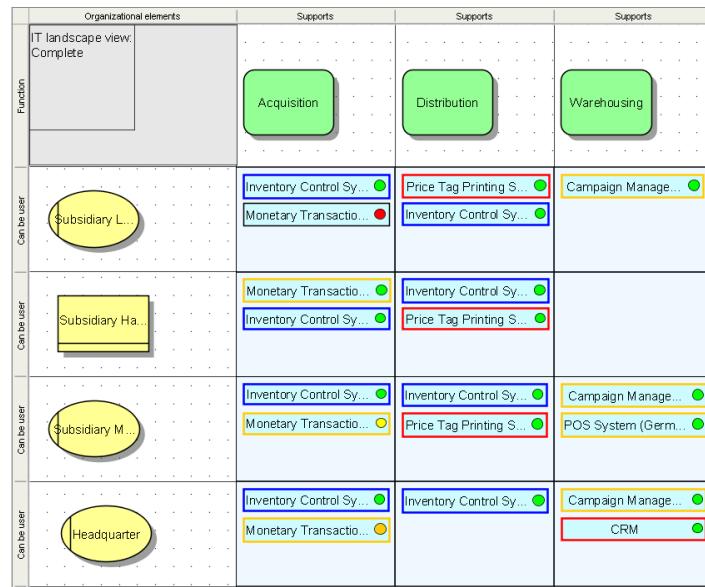 Organizational elements
Supports
Supports
Supports
Function
IT landscape view:
Complete
Acquisition
Distribution
Warehousing
Can be user
Subsidiary L...
Inventory Control Sy...
Price Tag Printing S...
Campaign Manage...
Monetary Transactio...
Inventory Control Sy...
Can be user
Subsidiary Ha...
Monetary Transactio...
Inventory Control Sy...
Inventory Control Sy...
Price Tag Printing S...
Can be user
Subsidiary M...
Inventory Control Sy...
Inventory Control Sy...
Campaign Manage...
Monetary Transactio...
Price Tag Printing S...
POS System (Germ...
Can be user
Headquarter
Inventory Control Sy...
Inventory Control Sy...
Campaign Manage...
Monetary Transactio...
CRM